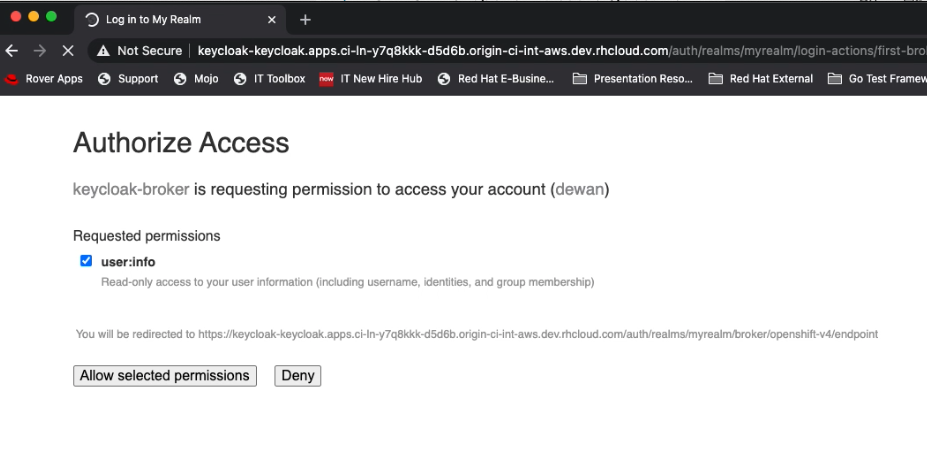 Log in to My Realm
Not Secure keycloak-keycloak.apps.ci-ln-y7q8kkk-d5d6b.origin-ci-int-aws.dev.rhcloud.com/auth/realms/myrealm/login-actions/first-bro
Rover Apps Support Mojo IT Toolbox now IT New Hire Hub Red Hat E-Busine... Presentation Reso... Red Hat External Go Test Framew
Authorize Access
keycloak-broker is requesting permission to access your account (dewan)
Requested permissions
user:info
Read-only access to your user information (including username, identities, and group membership)
You will be redirected to https://keycloak-keycloak.apps.ci-ln-y7q8kkk-d5d6b.origin-ci-int-aws.dev.rhcloud.com/auth/realms/myrealm/broker/openshift-v4/endpoint
Allow selected permissions Deny